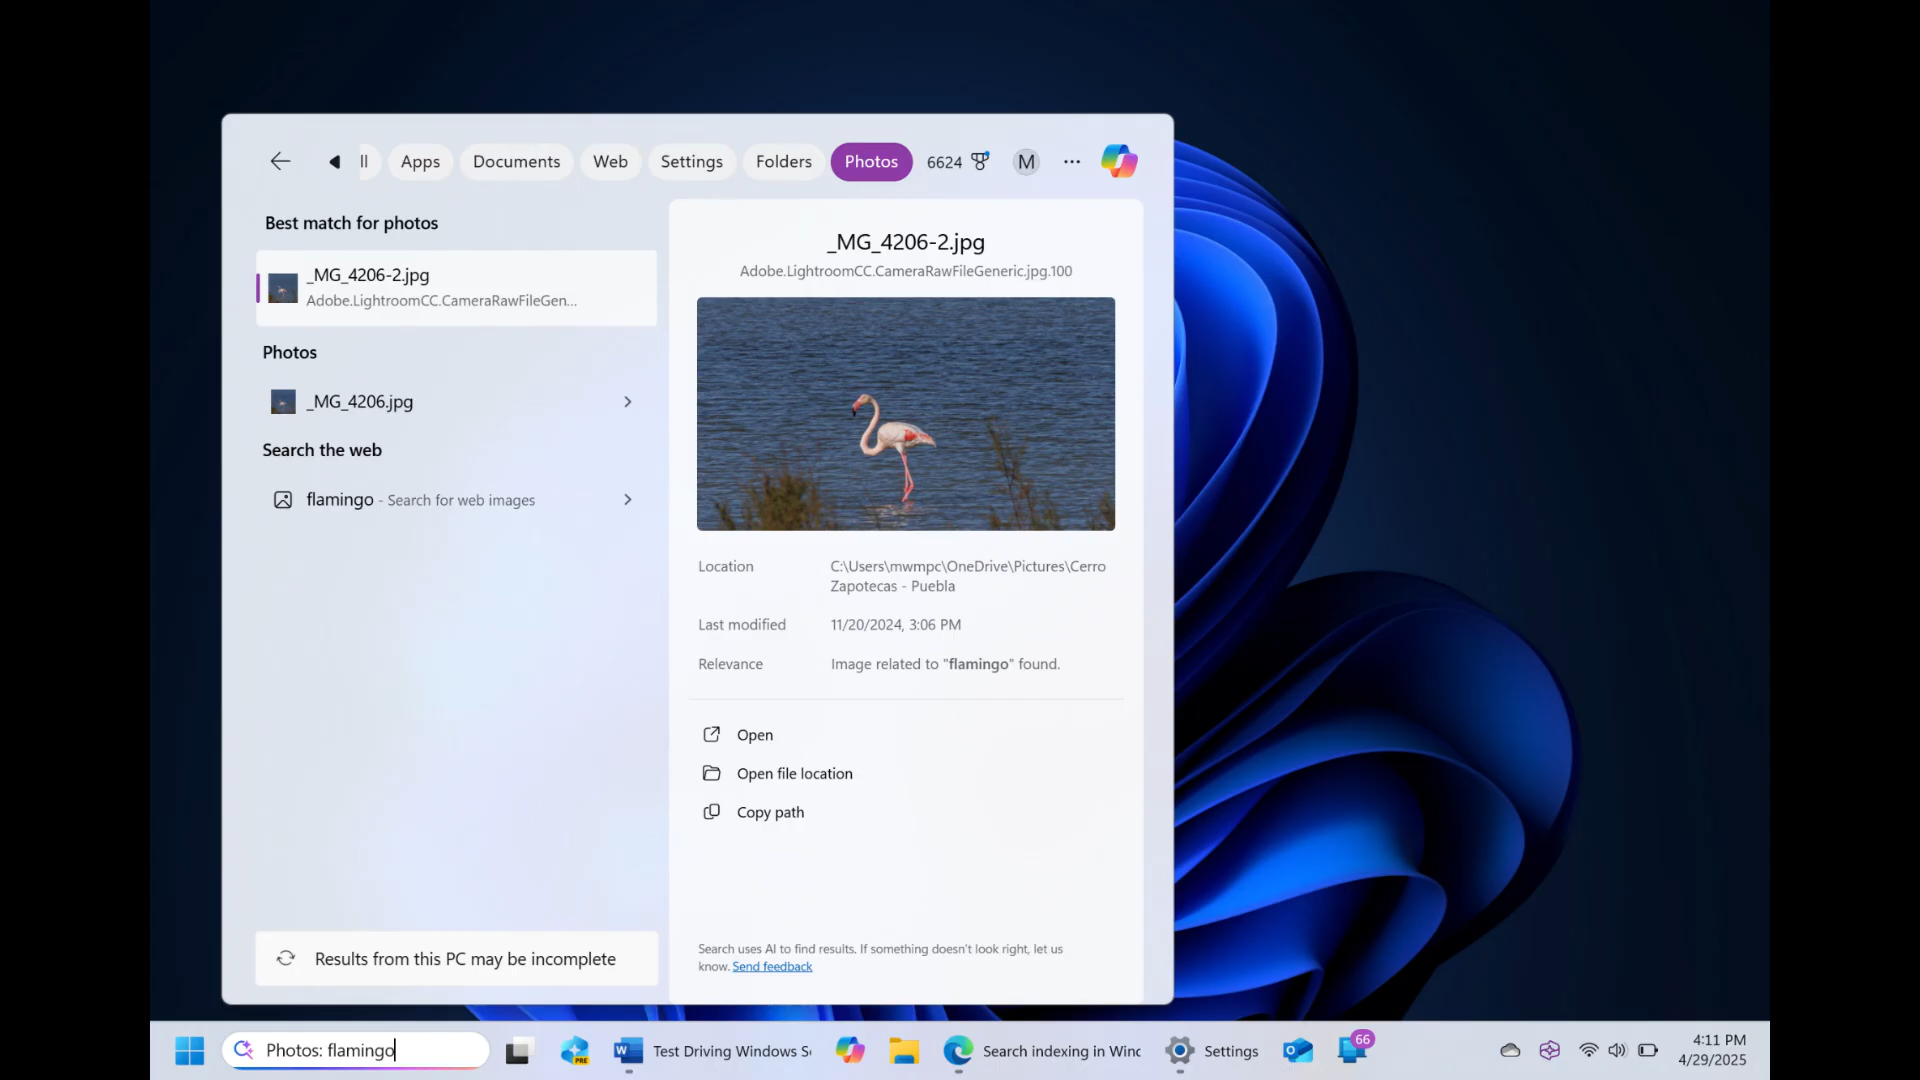 ll
Apps
Documents
Web
Settings
Folders
Photos
6624
M
Best match for photos
_MG_4206-2.jpg
Adobe.LightroomCC.CameraRawFileGen...
Photos
_MG_4206.jpg
Search the web
flamingo - Search for web images
Results from this PC may be incomplete
_MG_4206-2.jpg
Adobe.LightroomCC.CameraRawFileGeneric.jpg.100
Location C:\Users\mwmpc\OneDrive\Pictures\Cerro
Zapotecas - Puebla
Last modified 11/20/2024, 3:06 PM
Relevance Image related to "flamingo" found.
Open
Open file location
Copy path
Search uses AI to find results. If something doesn't look right, let us
know. Send feedback
Photos: flamingo
PRE
W
Test Driving Windows S
Search indexing in Winc
Settings
66
4:11 PM
4/29/2025